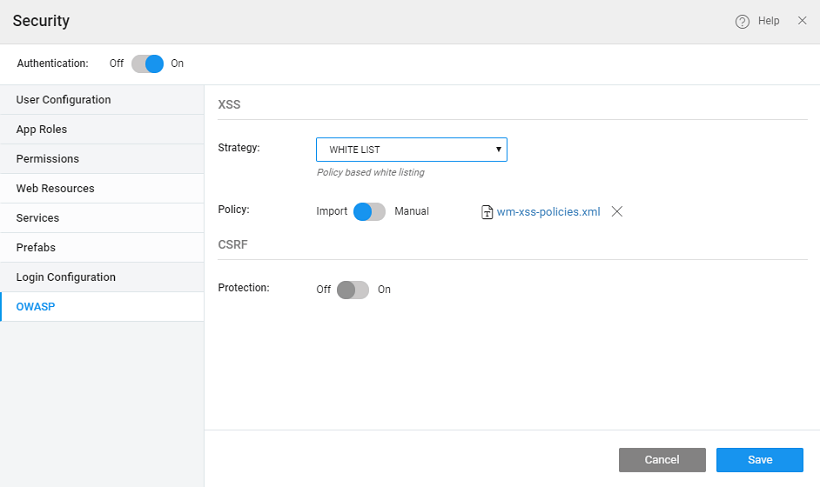 Security
Help
Authentication: Off On
User Configuration
App Roles
Permissions
Web Resources
Services
Prefabs
Login Configuration
OWASP
XSS
Strategy: WHITE LIST
Policy based white listing
Policy: Import Manual wm-xss-policies.xml
CSRF
Protection: Off On
Cancel Save